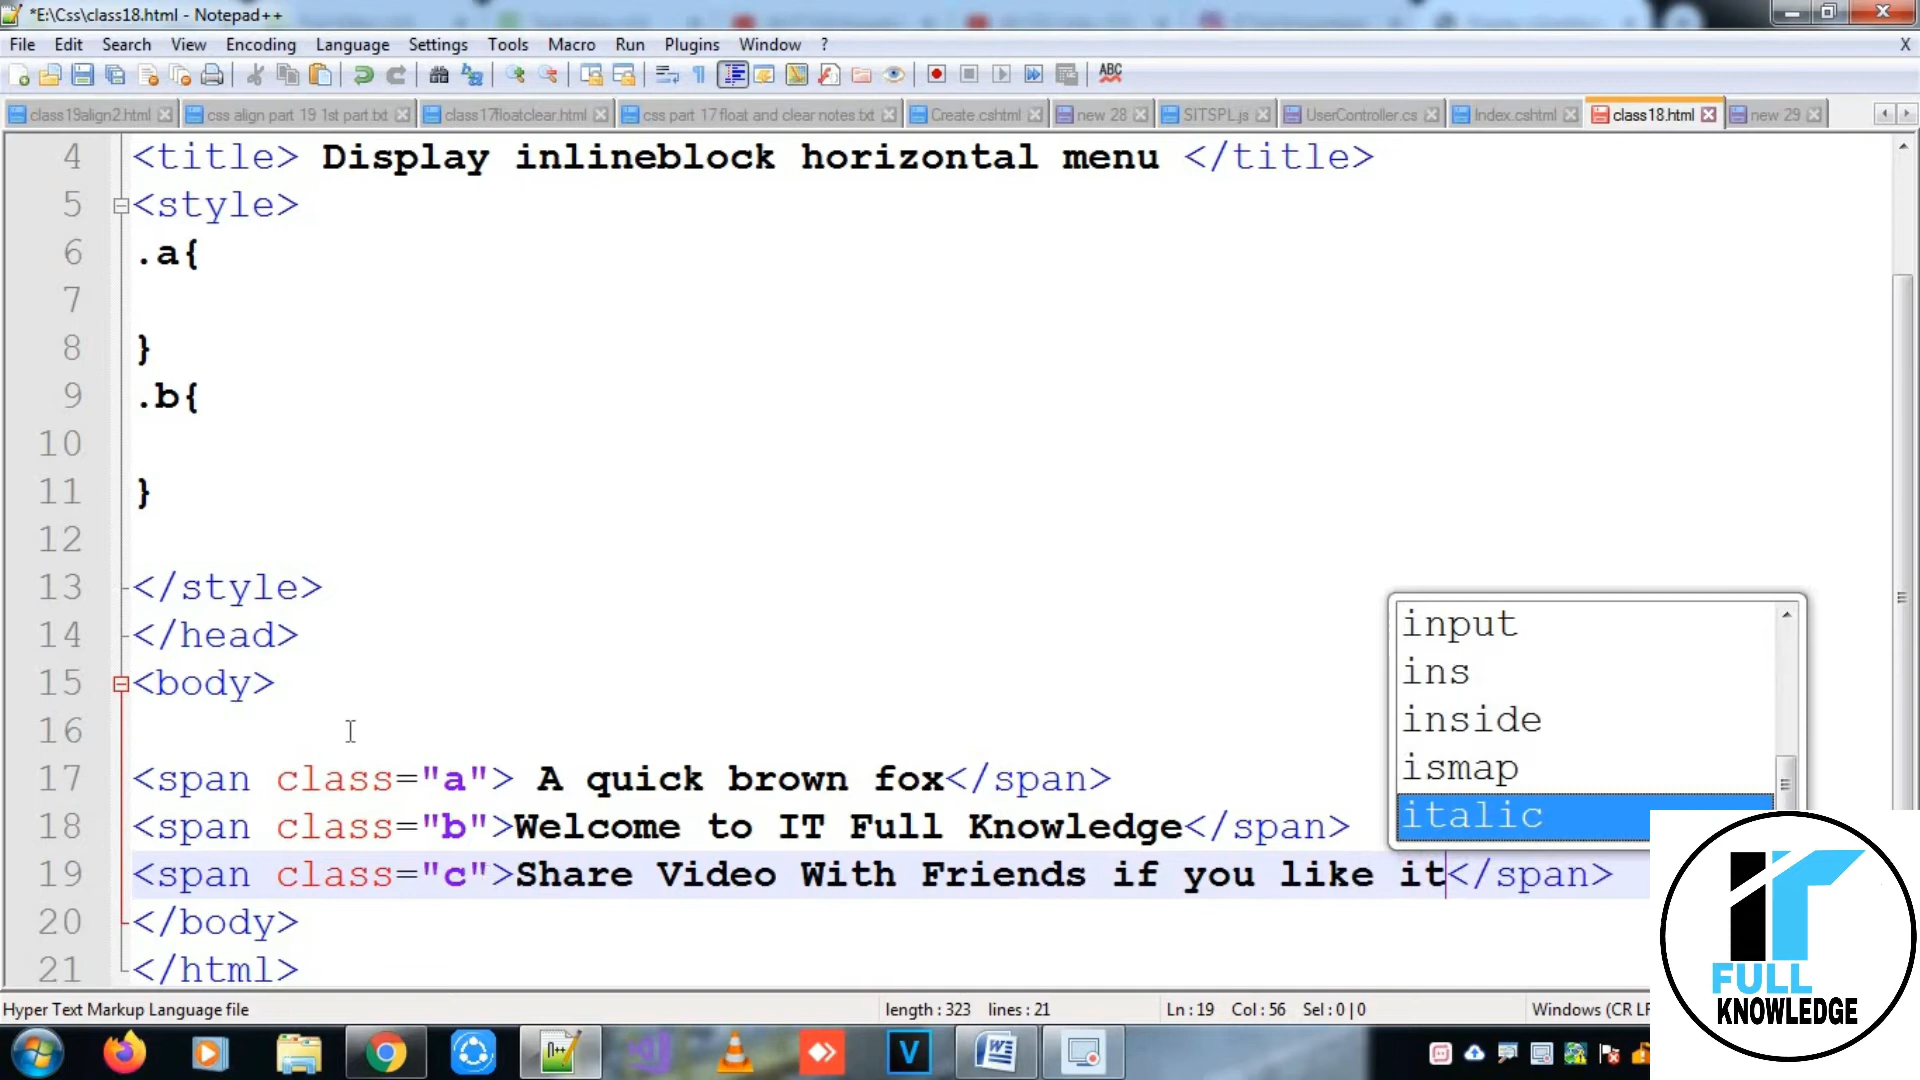 *E:\Css\class18.html - Notepad++
File Edit Search View Encoding Language Settings Tools Macro Run Plugins Window ? X
ABC
class19align2.html css align part 19 1st part txt class17floatclear.html css part 17 float and clear notes.txt Create.cshtml new 28 SITSPL.js UserController.cs Index.cshtml class18.html new 29
4 <title> Display inlineblock horizontal menu </title>
5 <style>
6 .a{
7
8 }
9 .b{
10
11 }
12
13 </style>
14 </head>
15 <body>
16
17 <span class="a"> A quick brown fox</span>
18 <span class="b">Welcome to IT Full Knowledge</span>
19 <span class="c">Share Video With Friends if you like it</span>
20 </body>
21 </html>
input
ins
inside
ismap
italic
IT
FULL
KNOWLEDGE
Hyper Text Markup Language file length : 323 lines : 21 Ln : 19 Col : 56 Sel : 0 | 0 Windows (CR LF
n++ V W